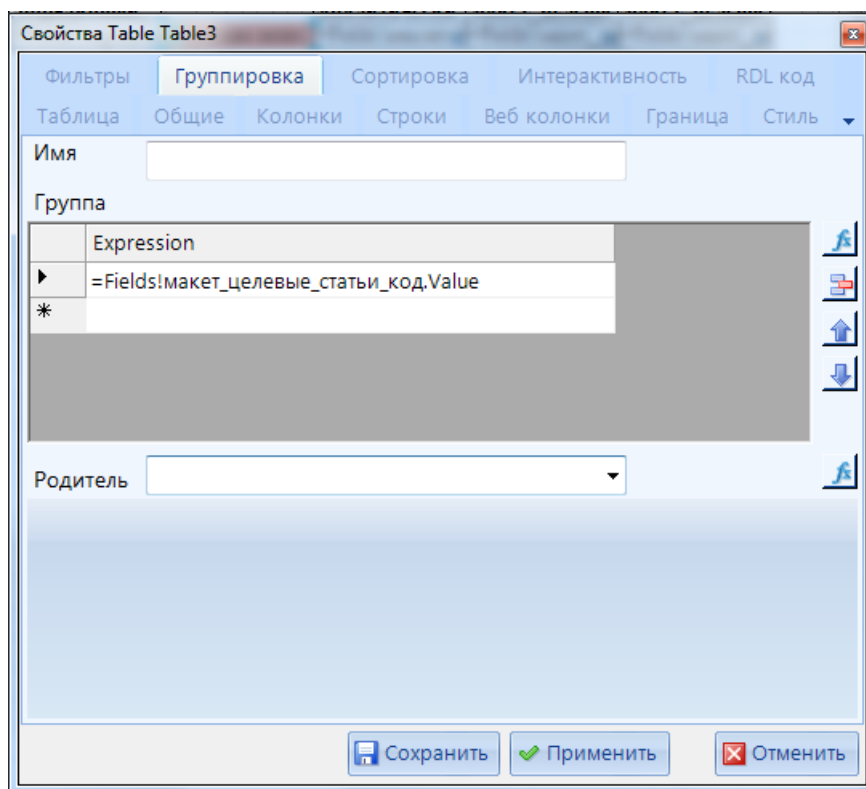 Свойства Table Table3
Фильтры Группировка Сортировка Интерактивность RDL код
Таблица Общие Колонки Строки Веб колонки Граница Стиль
Имя
Группа
Expression
=Fields!макет_целевые_статьи_код.Value
Родитель
Сохранить Применить Отменить